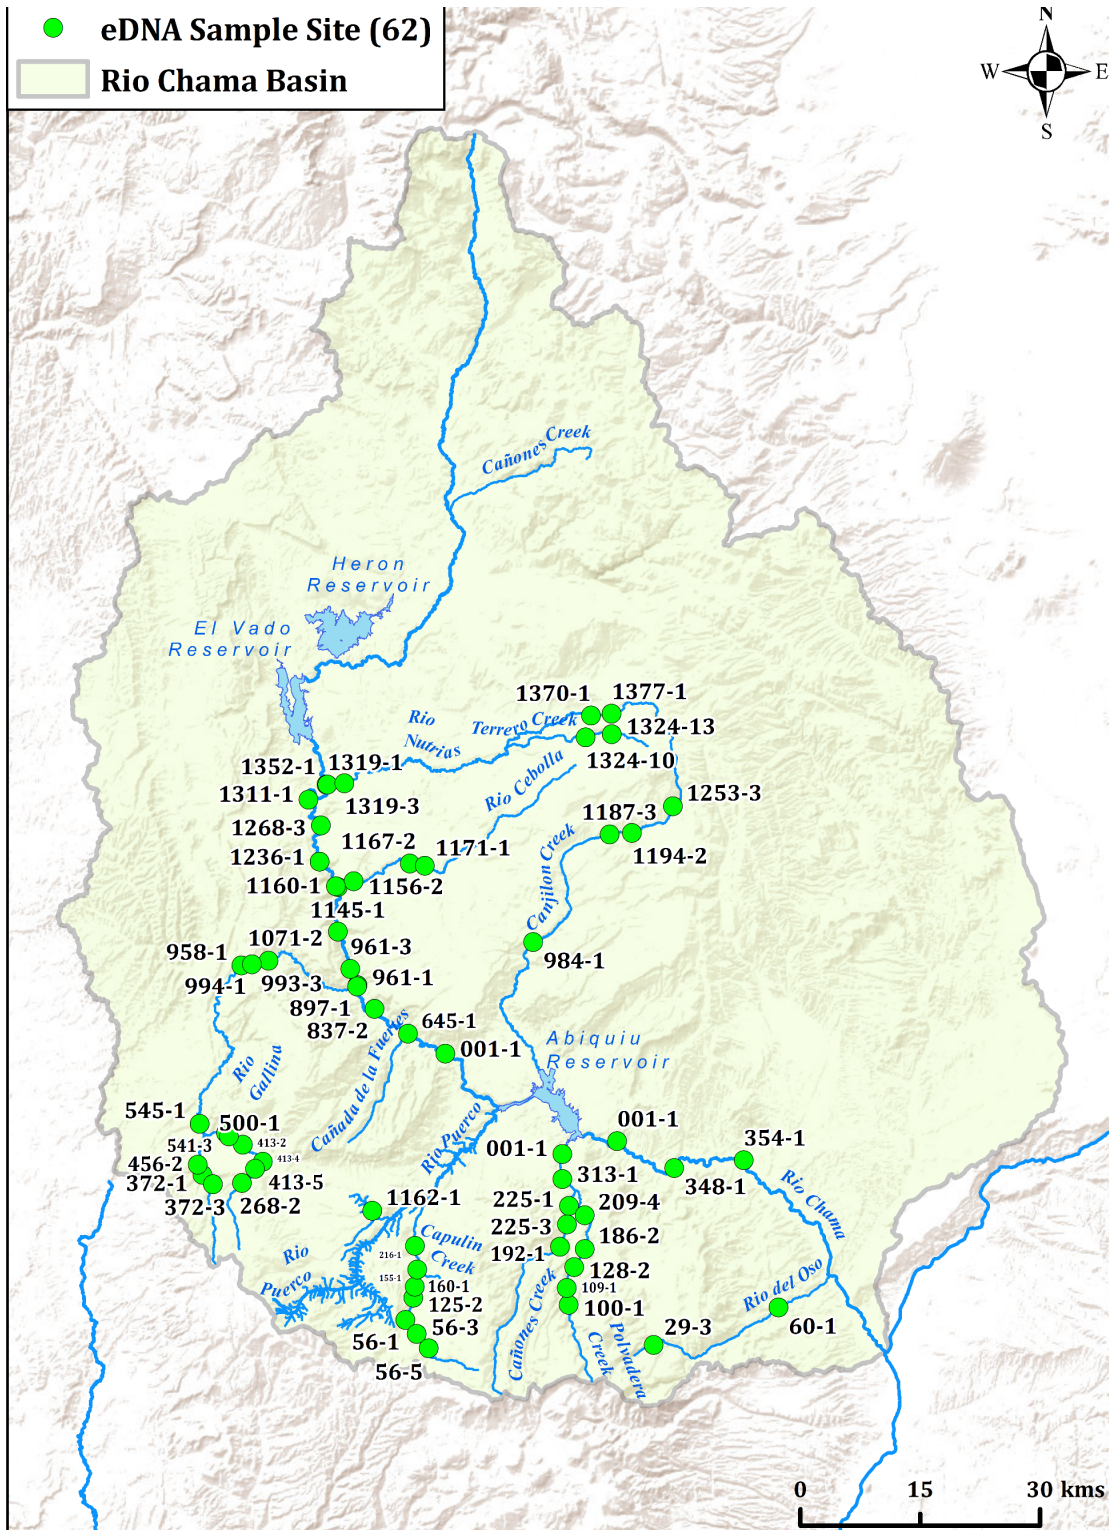 eDNA Sample Site (62)
Rio Chama Basin
N
W
E
S
Cañones Creek
Heron
Reservoir
El Vado
Reservoir
1370-1
1377-1
Rio
Nutrias
Terrero Creek
1324-13
1324-10
1352-1
1319-1
1311-1
1319-3
Rio Cebolla
1253-3
1268-3
1167-2
1187-3
1236-1
1171-1
1194-2
1160-1
1156-2
Canjilon Creek
1145-1
1071-2
958-1
961-3
984-1
994-1
993-3
961-1
897-1
837-2
645-1
001-1
Abiquiu
Reservoir
Rio
Gallina
Cañada de la Fuertes
Rio Puerco
545-1
500-1
541-3
413-2
001-1
001-1
354-1
456-2
413-4
372-1
413-5
313-1
348-1
372-3
268-2
1162-1
225-1
209-4
Rio Chama
225-3
Capulin
Creek
186-2
216-1
192-1
Rio
Puerco
155-1
160-1
128-2
109-1
125-2
100-1
Rio del Oso
Cañones Creek
56-3
56-1
29-3
60-1
56-5
Polvadera
Creek
0
15
30 kms